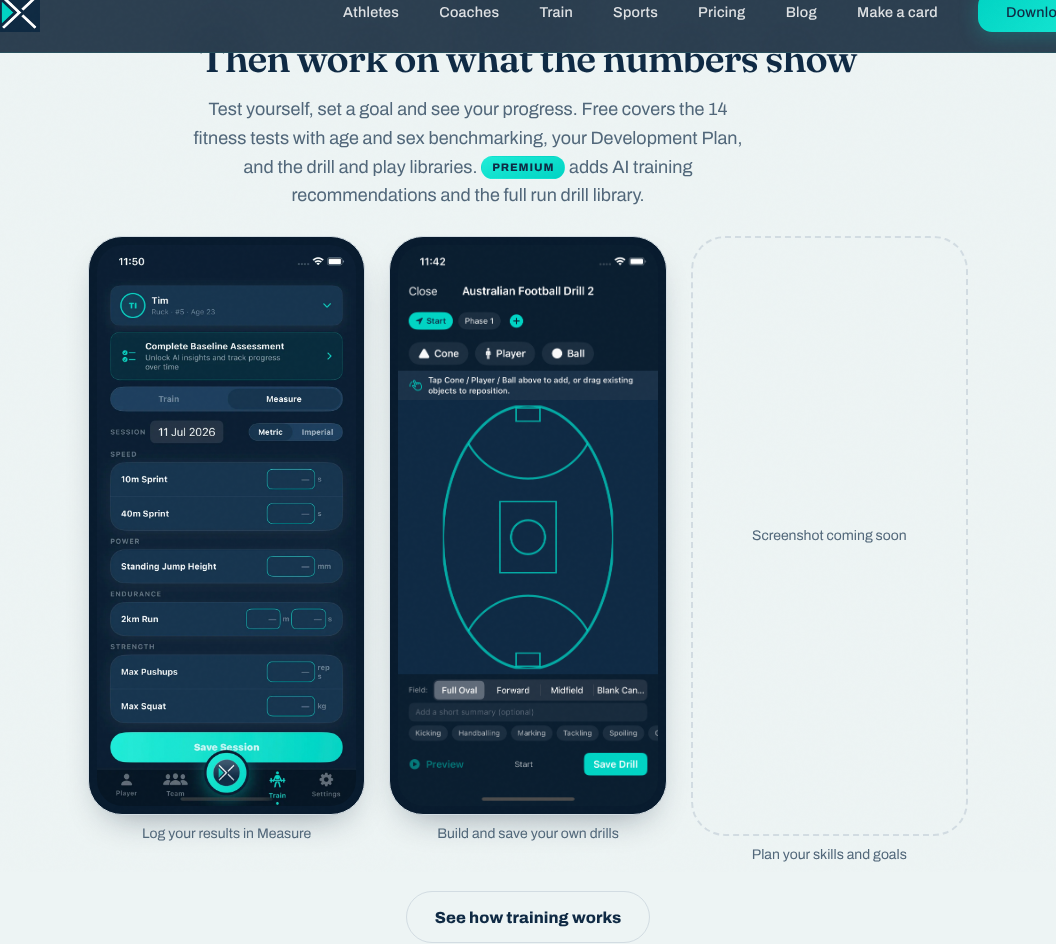 Athletes Coaches Train Sports Pricing Blog Make a card Downlo
Then work on what the numbers show
Test yourself, set a goal and see your progress. Free covers the 14
fitness tests with age and sex benchmarking, your Development Plan,
and the drill and play libraries. PREMIUM adds AI training
recommendations and the full run drill library.
11:50
TI
Tim
Ruck · #5 · Age 23
Complete Baseline Assessment
Unlock AI insights and track progress
over time
Train Measure
SESSION 11 Jul 2026 Metric Imperial
SPEED
10m Sprint — s
40m Sprint — s
POWER
Standing Jump Height — mm
ENDURANCE
2km Run — m — s
STRENGTH
Max Pushups — rep
s
Max Squat — kg
Save Session
Player Team Train Settings
Log your results in Measure
11:42
Close Australian Football Drill 2
Start Phase 1
Cone Player Ball
Tap Cone / Player / Ball above to add, or drag existing
objects to reposition.
Field: Full Oval Forward Midfield Blank Can...
Add a short summary (optional)
Kicking Handballing Marking Tackling Spoiling
Preview Start Save Drill
Build and save your own drills
Screenshot coming soon
Plan your skills and goals
See how training works